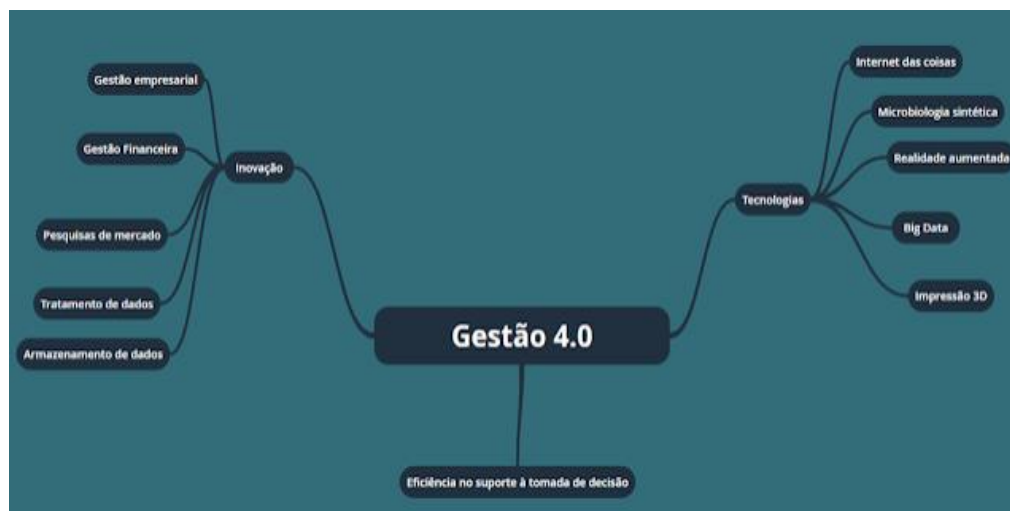 Gestão empresarial
Gestão Financeira
Inovação
Pesquisas de mercado
Tratamento de dados
Armazenamento de dados
Gestão 4.0
Eficiência no suporte à tomada de decisão
Tecnologias
Internet das coisas
Microbiologia sintética
Realidade aumentada
Big Data
Impressão 3D